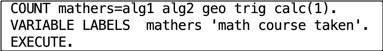 COUNT mathers=alg1 alg2 geo trig calc(1).
VARIABLE LABELS  mathers 'math course taken'.
EXECUTE.